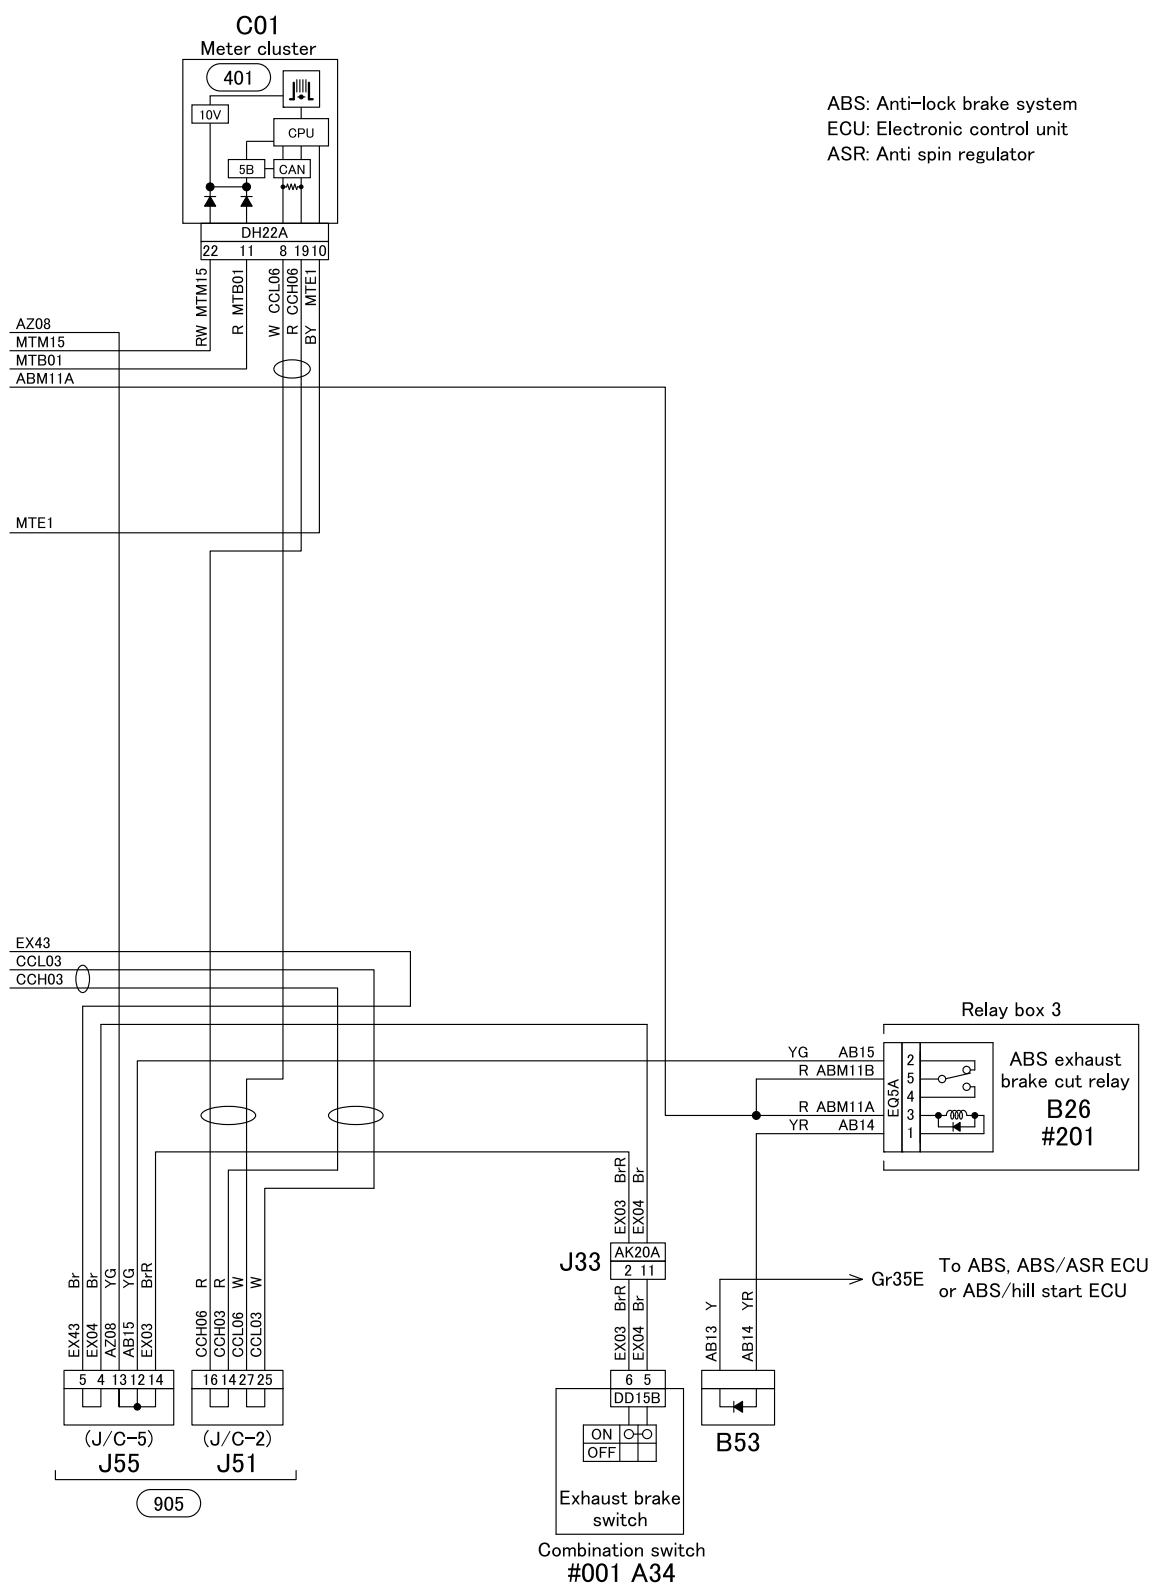 C01
Meter cluster
401
10V
CPU
5B
CAN
DH22A
22 11 8 19 10
RW MTM15
R MTB01
W CCL06
R CCH06
BY MTE1
ABS: Anti-lock brake system
ECU: Electronic control unit
ASR: Anti spin regulator
AZ08
MTM15
MTB01
ABM11A
MTE1
EX43
CCL03
CCH03
Relay box 3
YG AB15
R ABM11B
R ABM11A
YR AB14
EQ5A
2
5
4
3
1
ABS exhaust
brake cut relay
B26
#201
BrR
Br
EX03
EX04
J33
AK20A
2 11
BrR
Br
EX03
EX04
6 5
DD15B
ON
OFF
Exhaust brake
switch
Combination switch
#001 A34
Gr35E
To ABS, ABS/ASR ECU
or ABS/hill start ECU
AB13 Y
AB14 YR
B53
EX43 Br
EX04 Br
AZ08 YG
AB15 YG
EX03 BrR
5 4 13 12 14
(J/C-5)
J55
CCH06 R
CCH03 R
CCL06 W
CCL03 W
16 14 27 25
(J/C-2)
J51
905